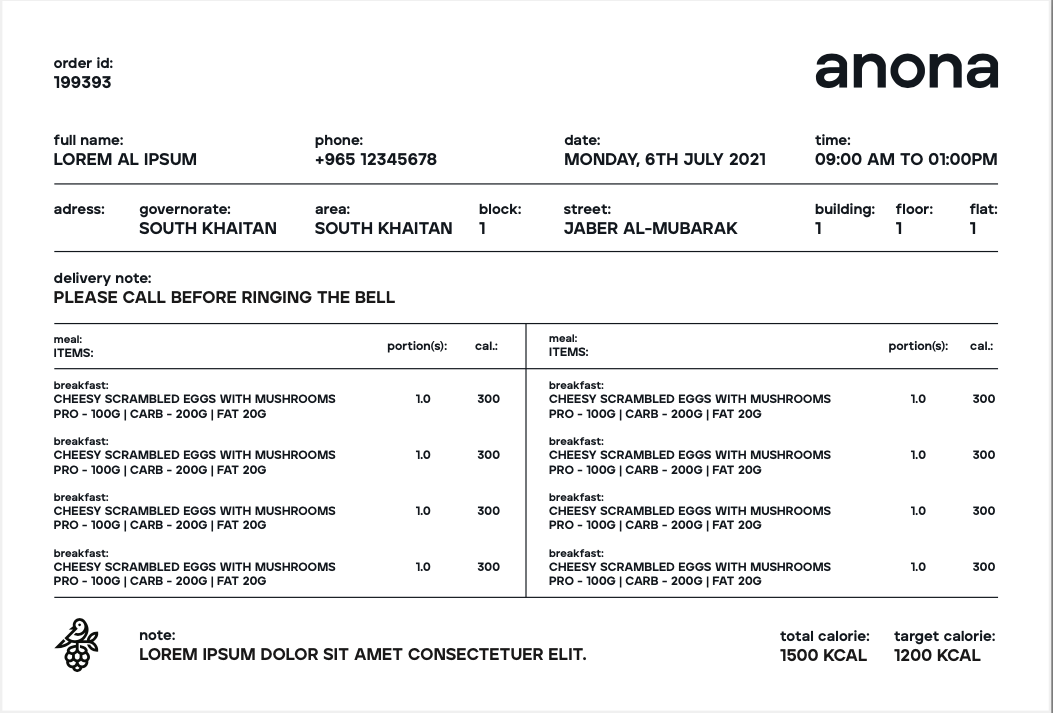 order id:
199393
anona
full name: phone: date: time:
LOREM AL IPSUM +965 12345678 MONDAY, 6TH JULY 2021 09:00 AM TO 01:00PM
adress: governorate: area: block: street: building: floor: flat:
SOUTH KHAITAN SOUTH KHAITAN 1 JABER AL-MUBARAK 1 1 1
delivery note:
PLEASE CALL BEFORE RINGING THE BELL
meal:
ITEMS: portion(s): cal.:
breakfast:
CHEESY SCRAMBLED EGGS WITH MUSHROOMS 1.0 300
PRO - 100G | CARB - 200G | FAT 20G
breakfast:
CHEESY SCRAMBLED EGGS WITH MUSHROOMS 1.0 300
PRO - 100G | CARB - 200G | FAT 20G
breakfast:
CHEESY SCRAMBLED EGGS WITH MUSHROOMS 1.0 300
PRO - 100G | CARB - 200G | FAT 20G
breakfast:
CHEESY SCRAMBLED EGGS WITH MUSHROOMS 1.0 300
PRO - 100G | CARB - 200G | FAT 20G
meal:
ITEMS: portion(s): cal.:
breakfast:
CHEESY SCRAMBLED EGGS WITH MUSHROOMS 1.0 300
PRO - 100G | CARB - 200G | FAT 20G
breakfast:
CHEESY SCRAMBLED EGGS WITH MUSHROOMS 1.0 300
PRO - 100G | CARB - 200G | FAT 20G
breakfast:
CHEESY SCRAMBLED EGGS WITH MUSHROOMS 1.0 300
PRO - 100G | CARB - 200G | FAT 20G
breakfast:
CHEESY SCRAMBLED EGGS WITH MUSHROOMS 1.0 300
PRO - 100G | CARB - 200G | FAT 20G
note:
LOREM IPSUM DOLOR SIT AMET CONSECTETUER ELIT.
total calorie: target calorie:
1500 KCAL 1200 KCAL